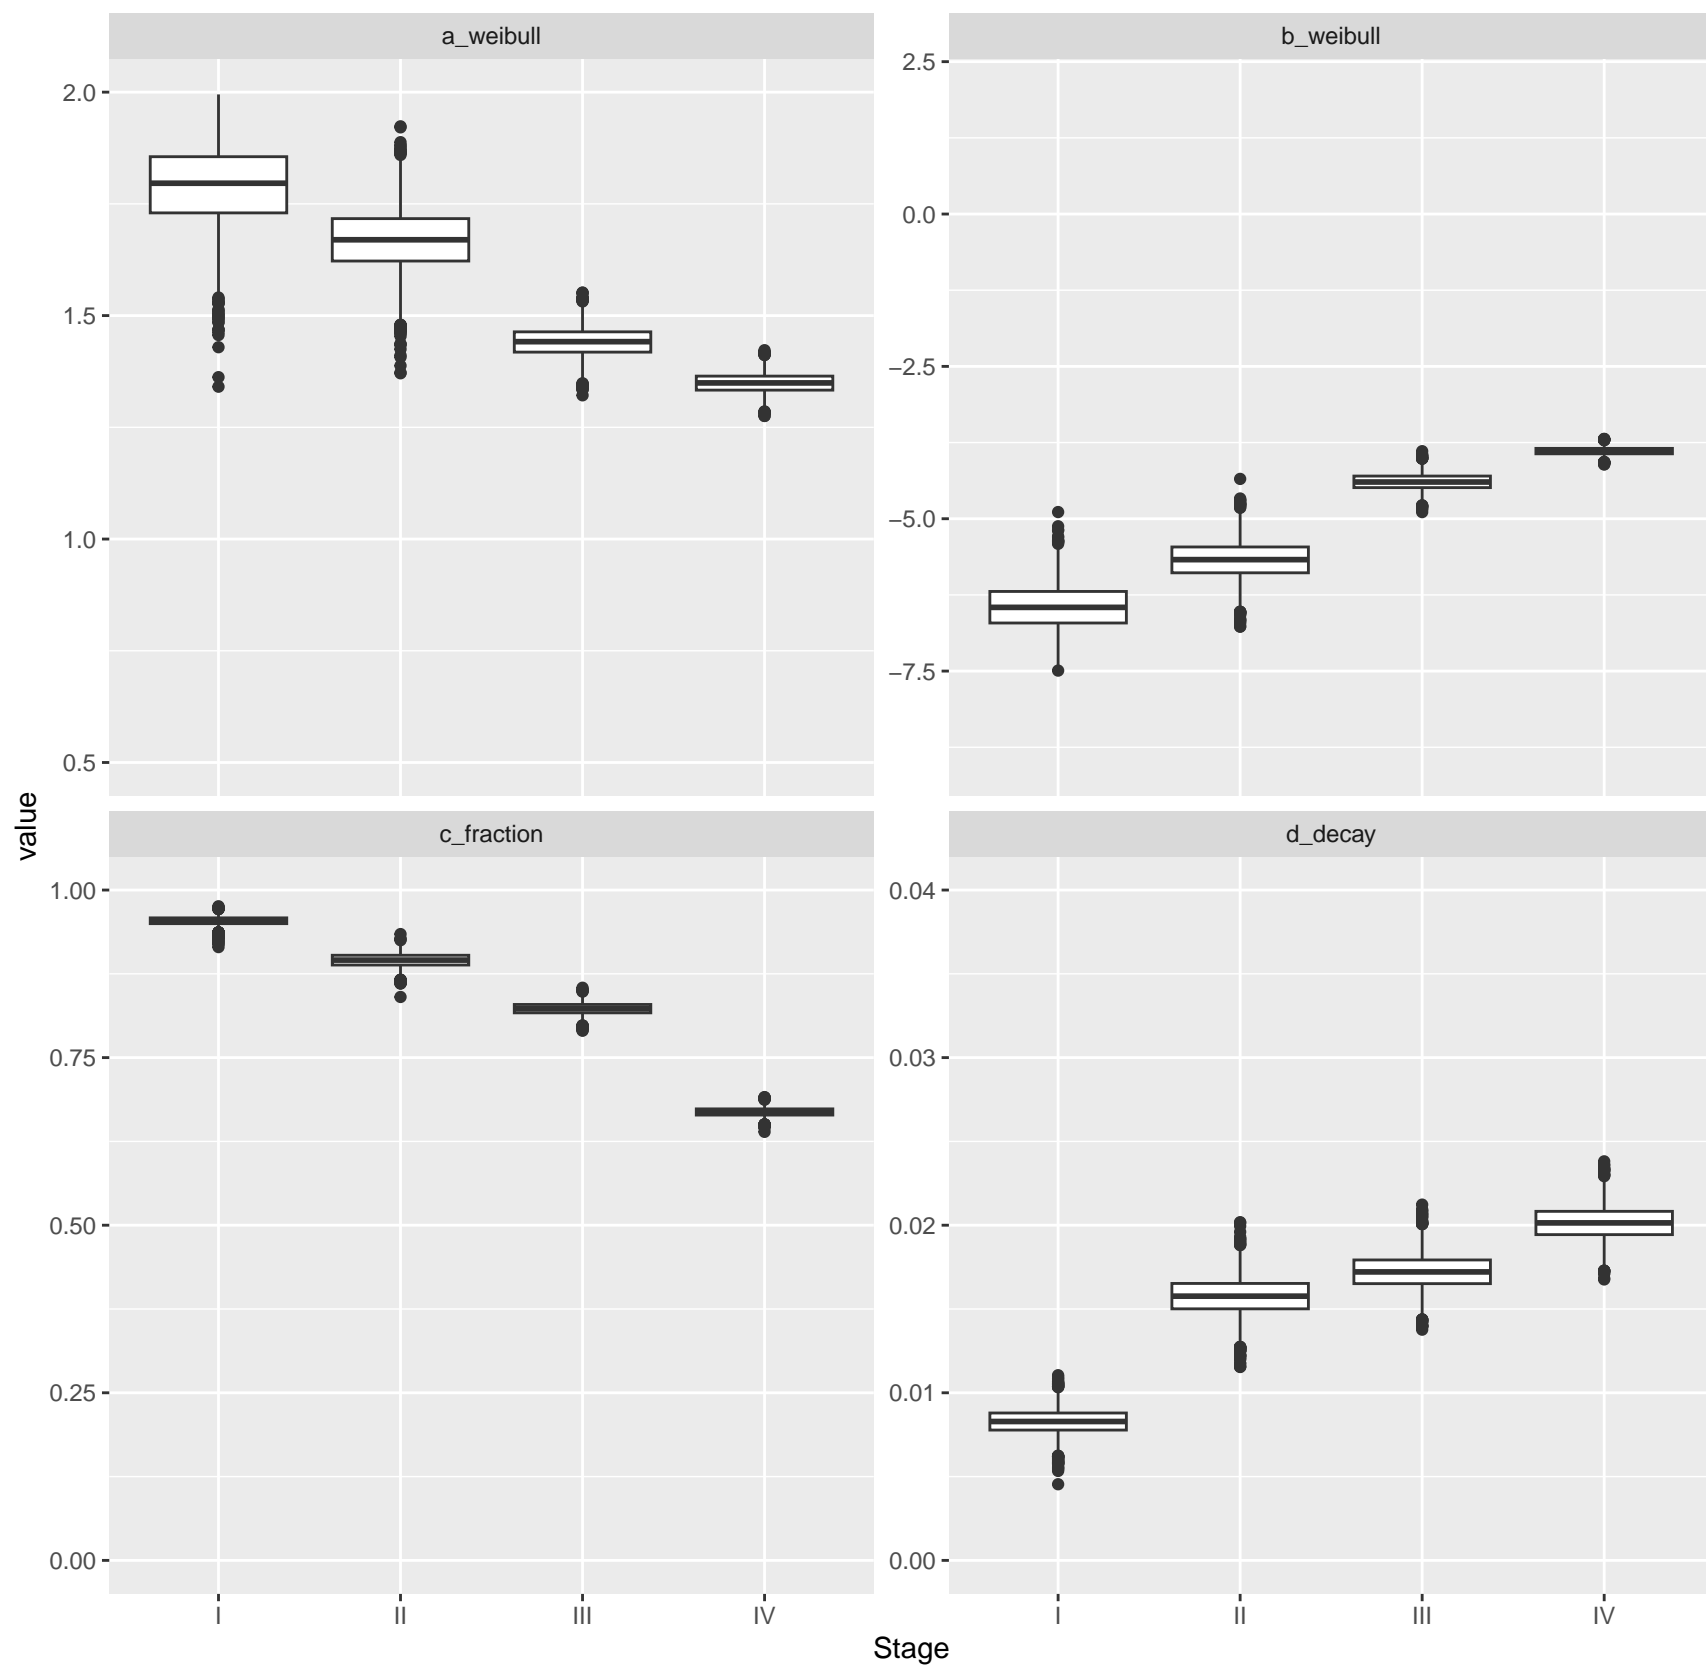 a_weibull
b_weibull
2.0
1.5
1.0
0.5
2.5
0.0
−2.5
−5.0
−7.5
value
c_fraction
d_decay
1.00
0.75
0.50
0.25
0.00
0.04
0.03
0.02
0.01
0.00
I II III IV
I II III IV
Stage